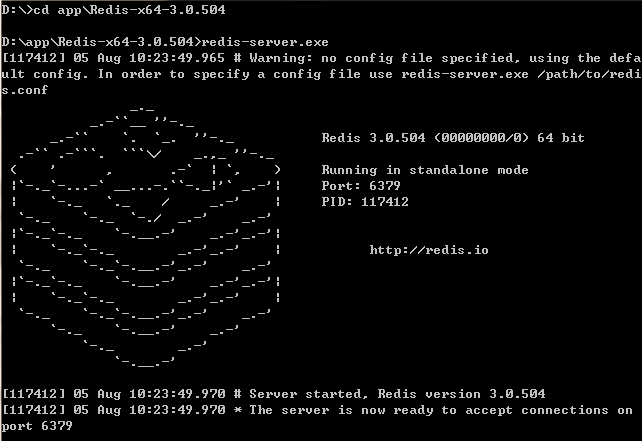 D:\>cd app\Redis-x64-3.0.504
D:\app\Redis-x64-3.0.504>redis-server.exe
[117412] 05 Aug 10:23:49.965 # Warning: no config file specified, using the defa
ult config. In order to specify a config file use redis-server.exe /path/to/redi
s.conf
Redis 3.0.504 (00000000/0) 64 bit
Running in standalone mode
Port: 6379
PID: 117412
http://redis.io
[117412] 05 Aug 10:23:49.970 # Server started, Redis version 3.0.504
[117412] 05 Aug 10:23:49.970 * The server is now ready to accept connections on
port 6379